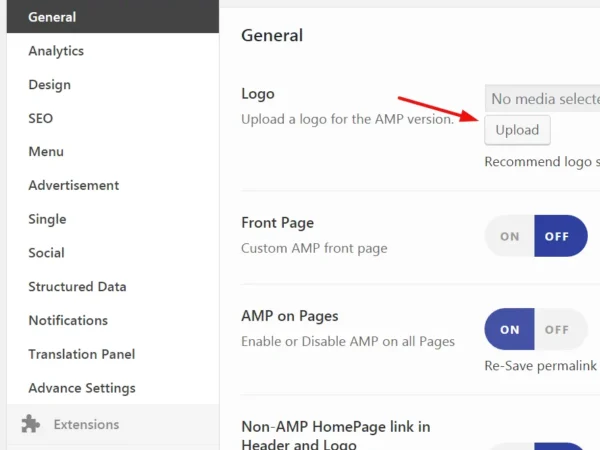 General
Analytics
Design
SEO
Menu
Advertisement
Single
Social
Structured Data
Notifications
Translation Panel
Advance Settings
Extensions
General
Logo
Upload a logo for the AMP version.
No media selecte
Upload
Recommend logo s
Front Page
Custom AMP front page
ON OFF
AMP on Pages
Enable or Disable AMP on all Pages
ON OFF
Re-Save permalink
Non-AMP HomePage link in
Header and Logo